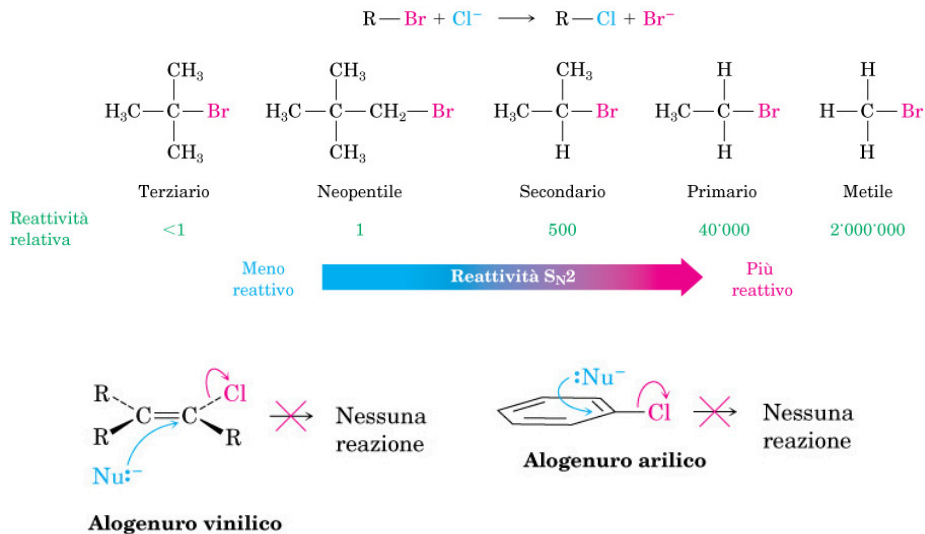 R—Br + Cl⁻ ⟶ R—Cl + Br⁻
CH₃ CH₃ CH₃ H H
H₃C—C—Br H₃C—C—CH₂—Br H₃C—C—Br H₃C—C—Br H—C—Br
CH₃ CH₃ H H H
Terziario Neopentile Secondario Primario Metile
Reattività relativa <1 1 500 40'000 2'000'000
Meno reattivo Reattività SN2 Più reattivo
R Cl
C=C
R R
Nu:⁻
Nessuna
reazione
Alogenuro vinilico
:Nu⁻
Cl
Nessuna
reazione
Alogenuro arilico